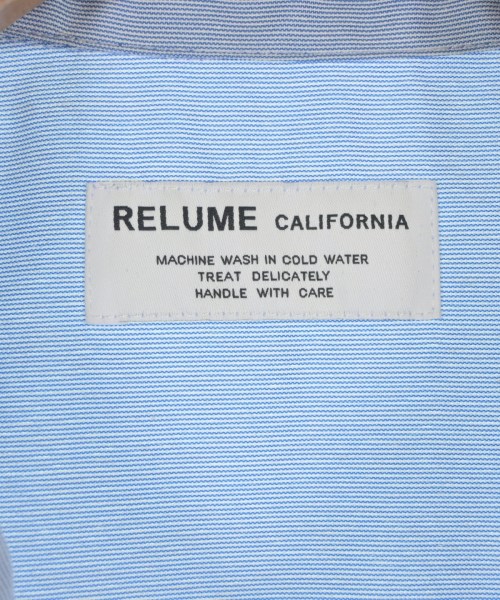 RELUME CALIFORNIA
MACHINE WASH IN COLD WATER
TREAT DELICATELY
HANDLE WITH CARE